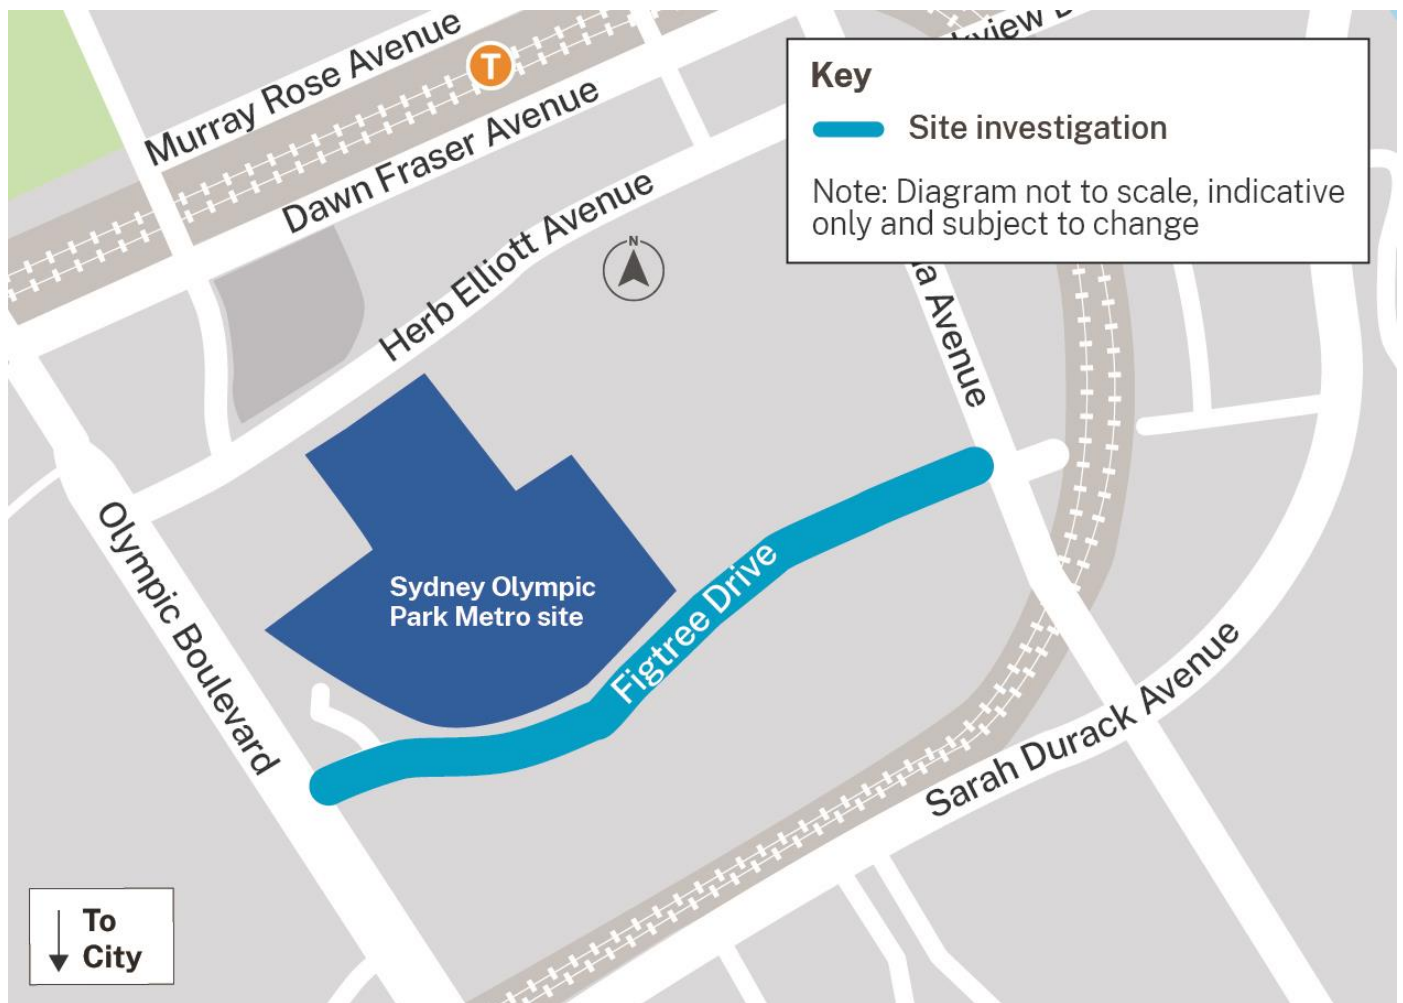 Murray Rose Avenue
T
Dawn Fraser Avenue
Herb Elliott Avenue
N
Key
Site investigation
Note: Diagram not to scale, indicative
only and subject to change
Avenue
Olympic Boulevard
Sydney Olympic
Park Metro site
Figtree Drive
Sarah Durack Avenue
To
City